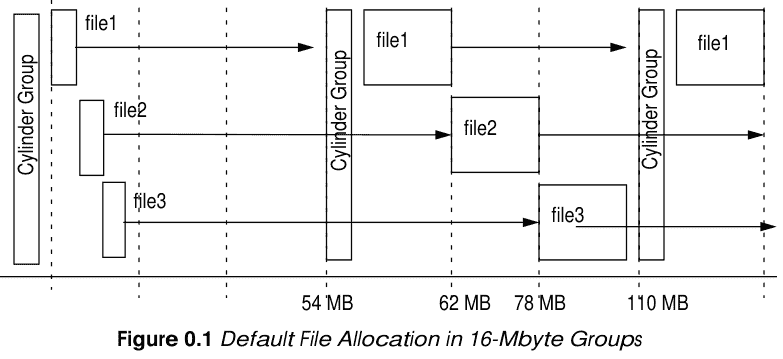 file1
file1
file1
Cylinder Group
Cylinder Group
Cylinder Group
file2
file2
file3
file3
54 MB
62 MB
78 MB
110 MB
Figure 0.1 Default File Allocation in 16-Mbyte Groups